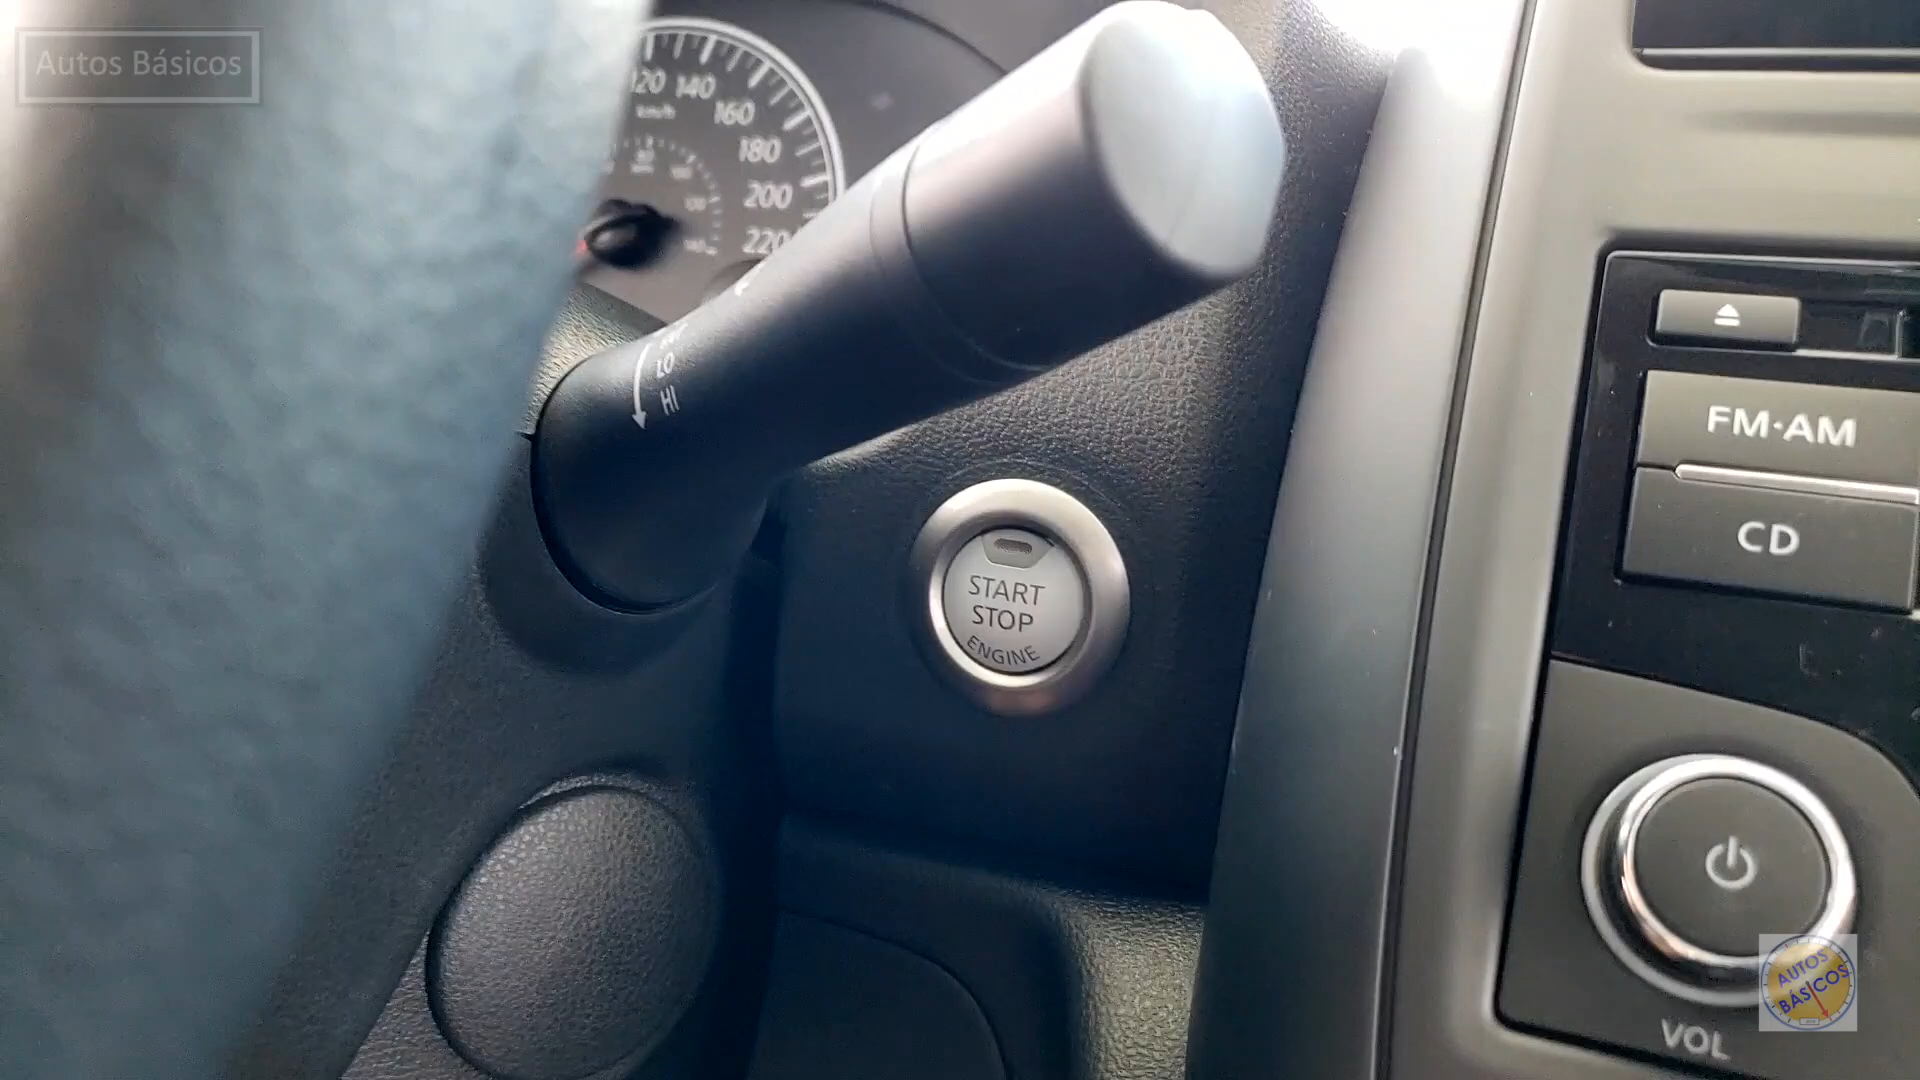 Autos Básicos
120
140
km/h
160
180
200
220
LO
HI
START
STOP
ENGINE
FM·AM
CD
VOL
AUTOS
BÁSICOS